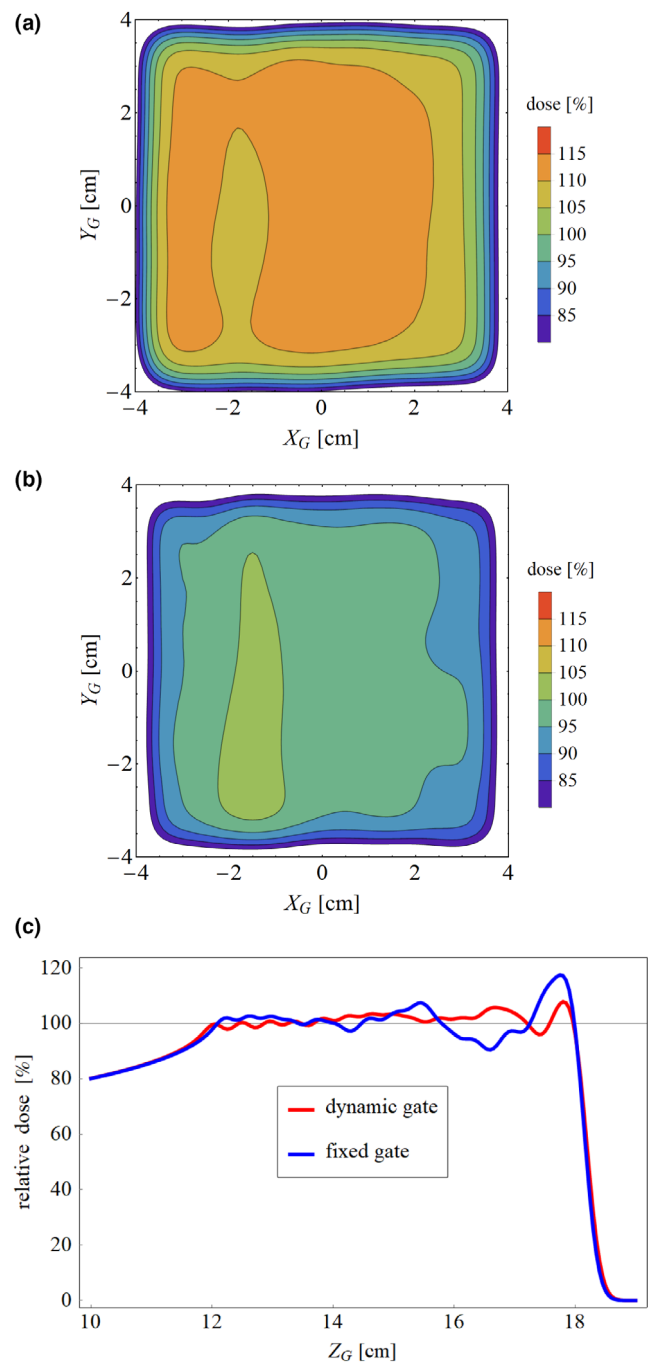 (a)
4
2
0
−2
−4
Y_G [cm]
−4 −2 0 2 4
X_G [cm]
dose [%]
115
110
105
100
95
90
85
(b)
4
2
0
−2
−4
Y_G [cm]
−4 −2 0 2 4
X_G [cm]
dose [%]
115
110
105
100
95
90
85
(c)
120
100
80
60
40
20
0
relative dose [%]
dynamic gate
fixed gate
10 12 14 16 18
Z_G [cm]